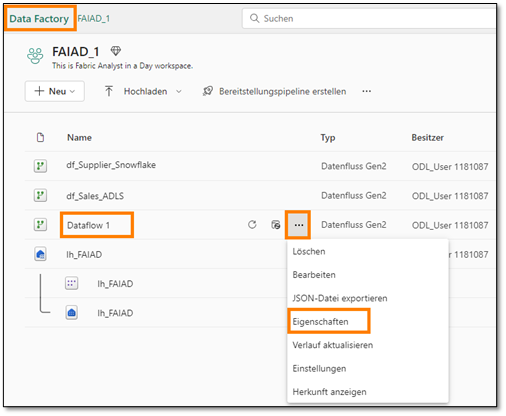 Data Factory FAIAD_1 Suchen
FAIAD_1
This is Fabric Analyst in a Day workspace.
Neu Hochladen Bereitstellungspipeline erstellen ...
Name Typ Besitzer
df_Supplier_Snowflake Datenfluss Gen2 ODL_User 1181087
df_Sales_ADLS Datenfluss Gen2 ODL_User 1181087
Dataflow 1 ... Datenfluss Gen2 ODL_User 1181087
lh_FAIAD ODL_User 1181087
Löschen
Bearbeiten
lh_FAIAD
JSON-Datei exportieren
lh_FAIAD
Eigenschaften
Verlauf aktualisieren
Einstellungen
Herkunft anzeigen